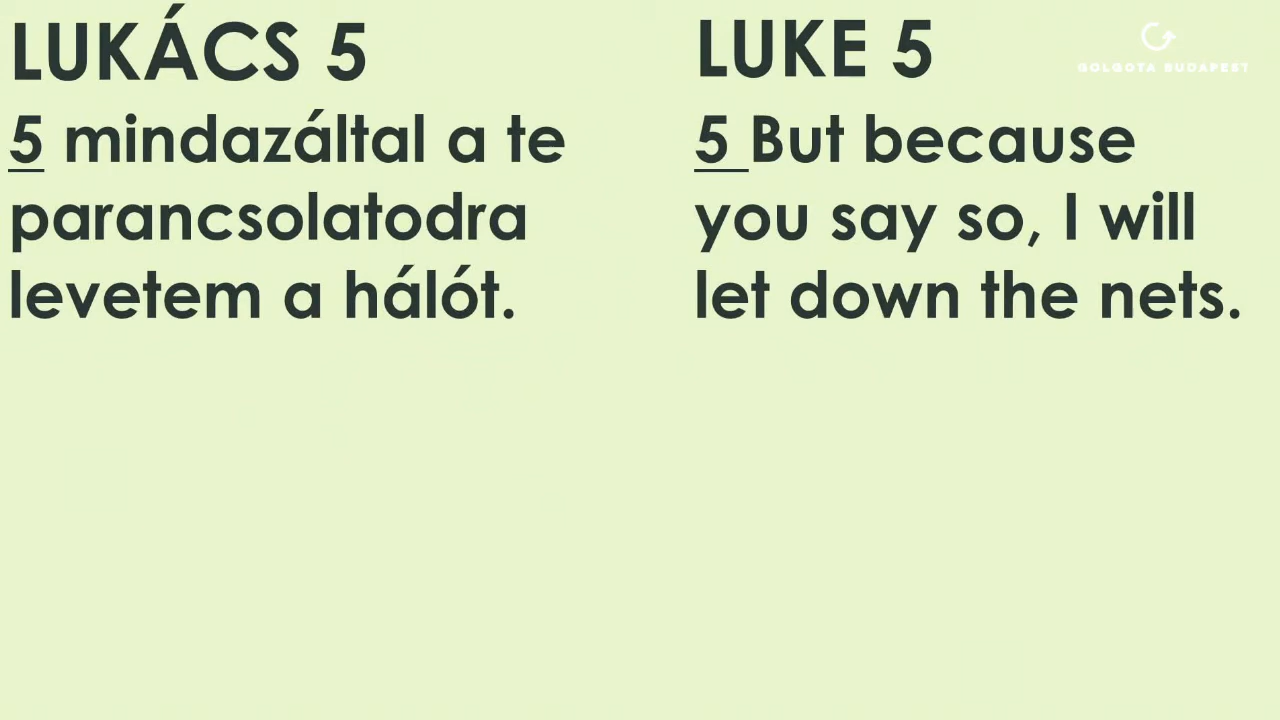 LUKÁCS 5
5 mindazáltal a te
parancsolatodra
levetem a hálót.
LUKE 5
5 But because
you say so, I will
let down the nets.
GOLGOTA BUDAPEST